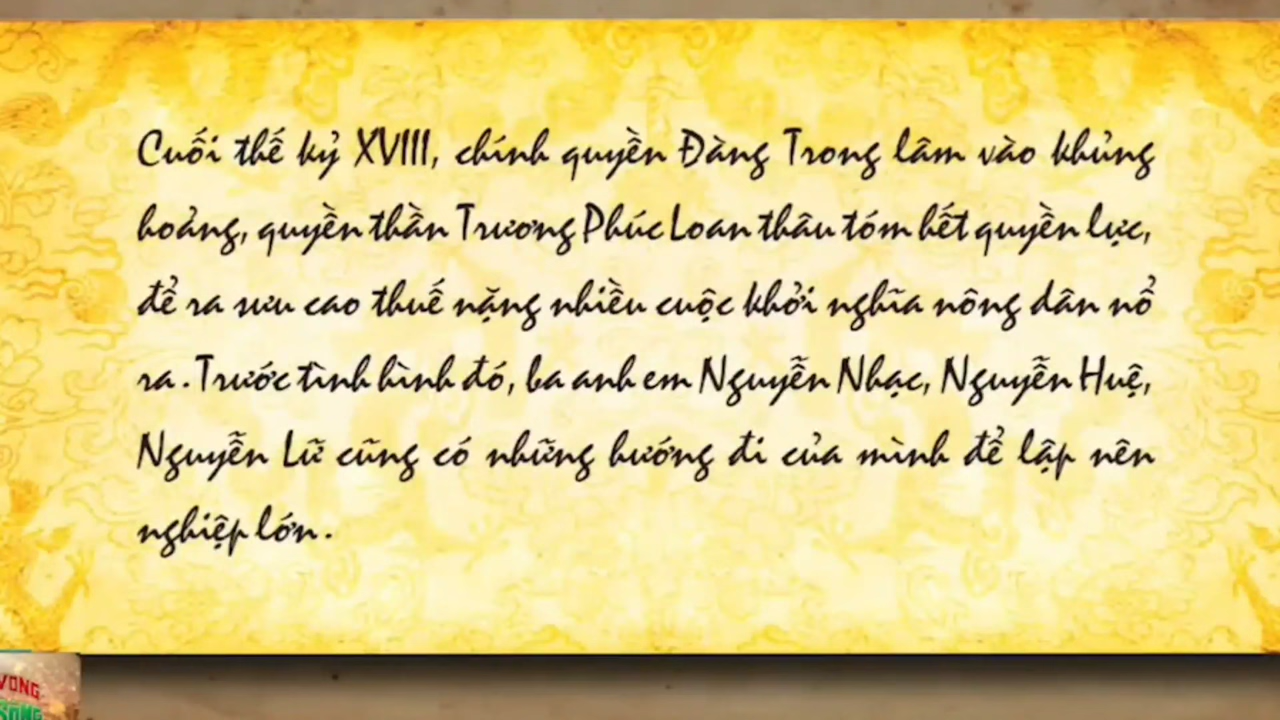 Cuối thế kỷ XVIII, chính quyền Đàng Trong lâm vào khủng
hoảng, quyền thần Trương Phúc Loan thâu tóm hết quyền lực,
để ra sưu cao thuế nặng nhiều cuộc khởi nghĩa nông dân nổ
ra. Trước tình hình đó, ba anh em Nguyễn Nhạc, Nguyễn Huệ,
Nguyễn Lữ cũng có những hướng đi của mình để lập nên
nghiệp lớn.
VONG
SÔNG